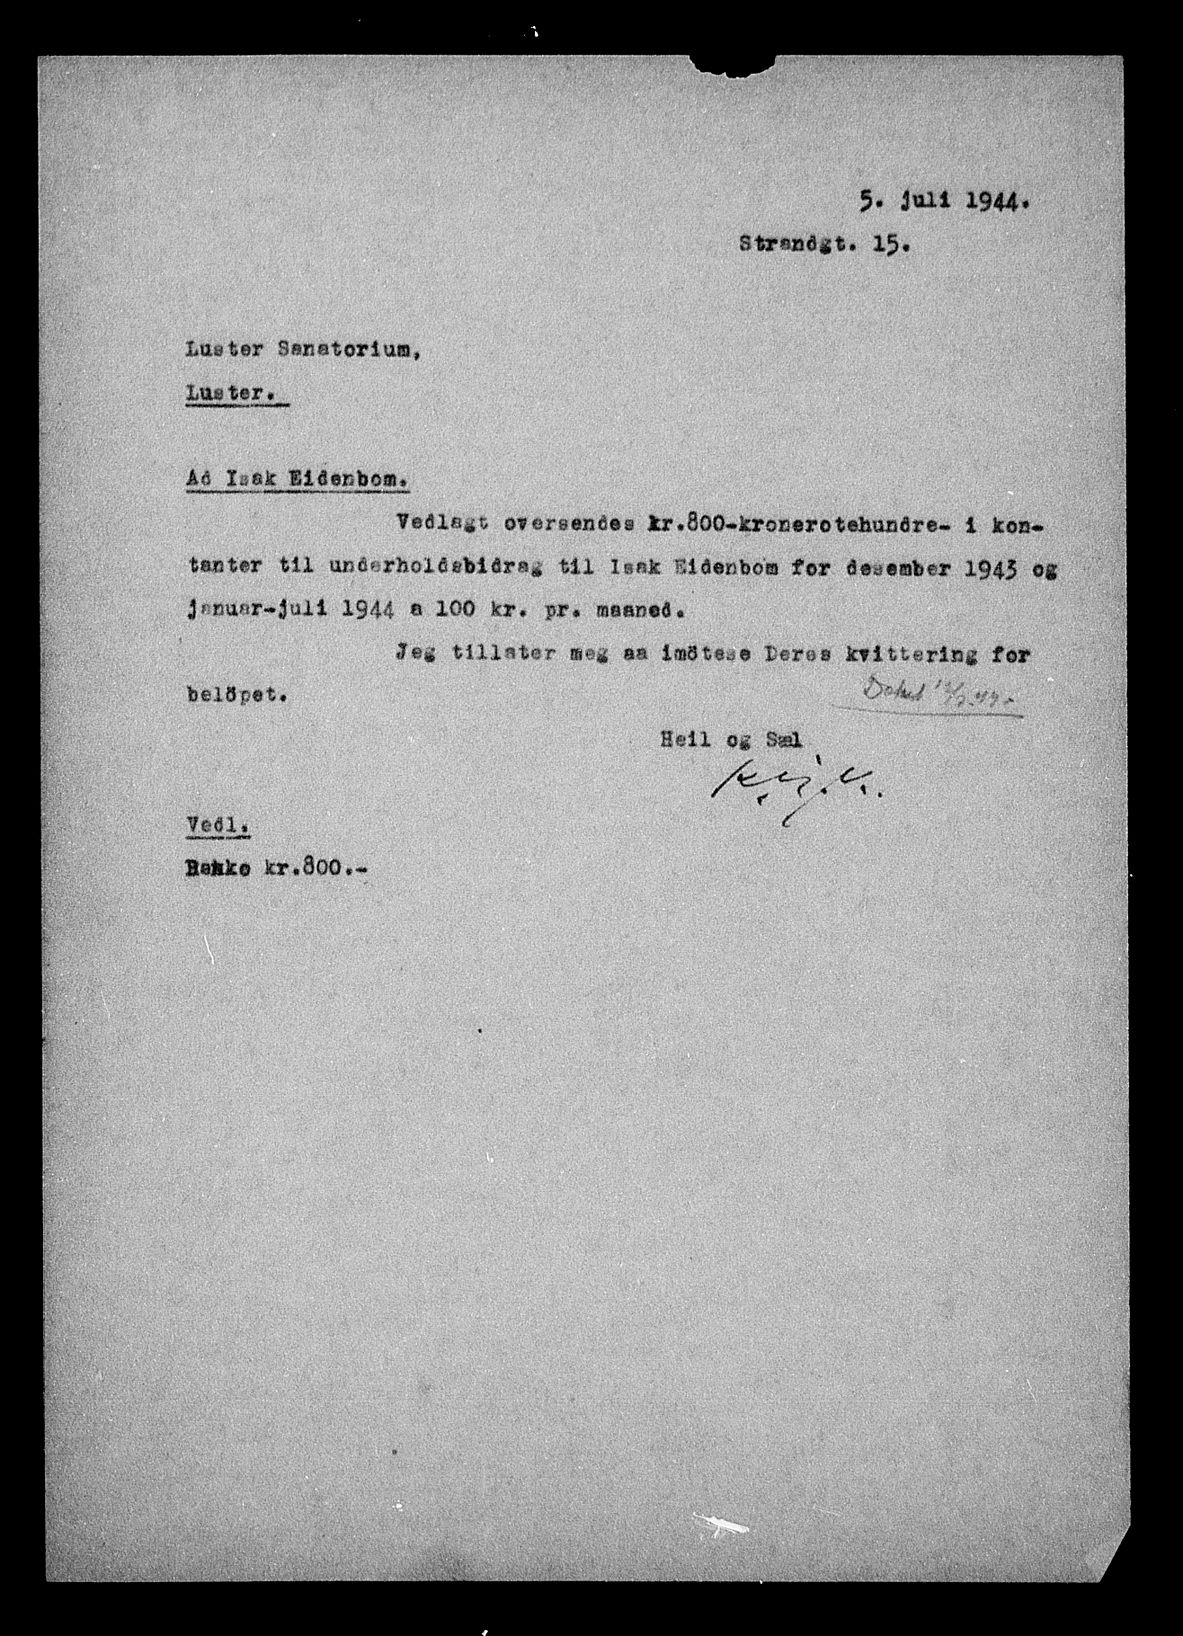 5. juli 1944.
Strandgt. 15.
Luster Sanatorium,
Luster.
Ad Isak Eidenbom.
Vedlagt oversendes kr.800-kronerotehundre- i kon-
tanter til underholdsbidrag til Isak Eidenbom for desember 1943 og
januar-juli 1944 a 100 kr. pr. maaned.
Jeg tillater meg aa imötese Deres kvittering for
belöpet.
Heil og Sæl
Vedl.
kr.800.-